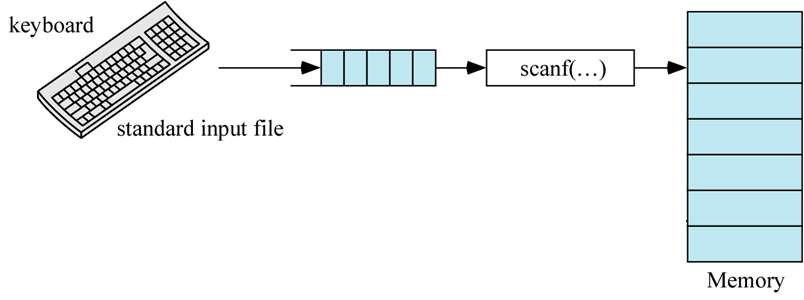 keyboard
standard input file
scanf(…)
Memory